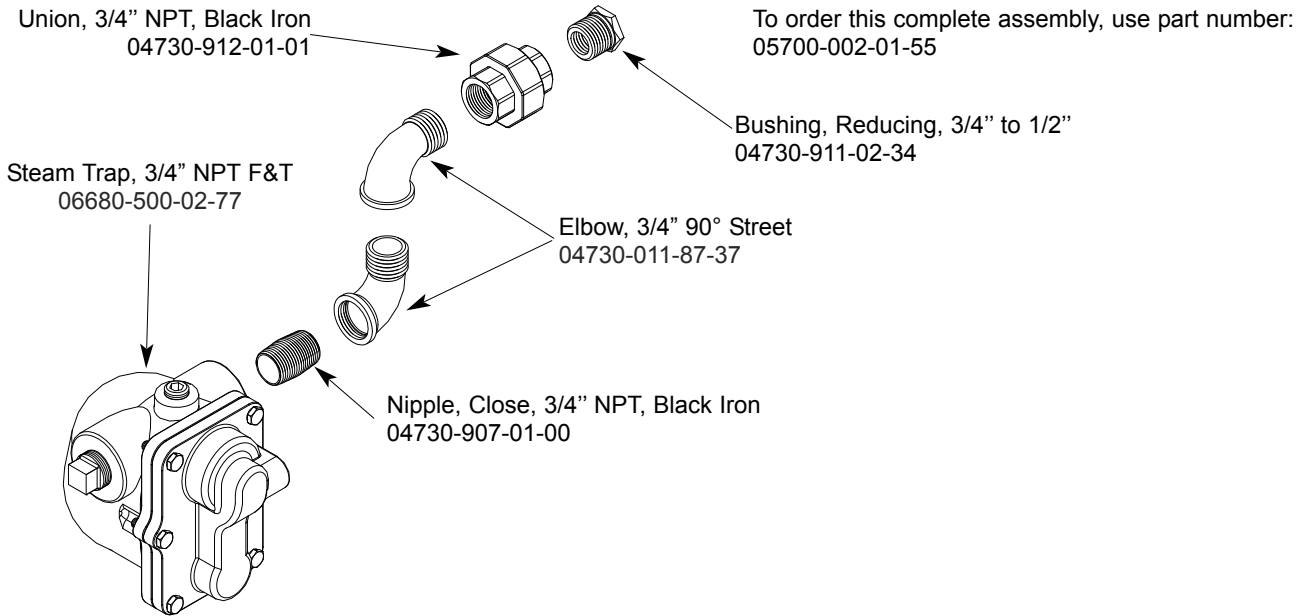 Union, 3/4’’ NPT, Black Iron
04730-912-01-01
To order this complete assembly, use part number:
05700-002-01-55
Bushing, Reducing, 3/4’’ to 1/2’’
04730-911-02-34
Steam Trap, 3/4” NPT F&T
06680-500-02-77
Elbow, 3/4” 90° Street
04730-011-87-37
Nipple, Close, 3/4’’ NPT, Black Iron
04730-907-01-00